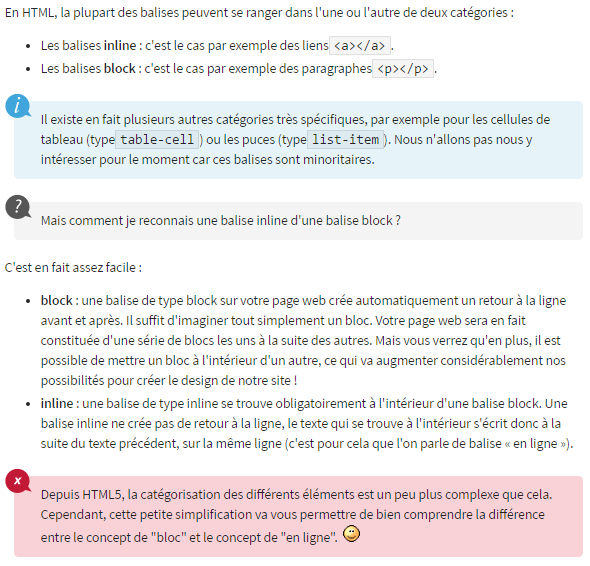 En HTML, la plupart des balises peuvent se ranger dans l'une ou l'autre de deux catégories :
Les balises inline : c'est le cas par exemple des liens <a></a> .
Les balises block : c'est le cas par exemple des paragraphes <p></p> .
i
Il existe en fait plusieurs autres catégories très spécifiques, par exemple pour les cellules de
tableau (type table-cell ) ou les puces (type list-item ). Nous n'allons pas nous y
intéresser pour le moment car ces balises sont minoritaires.
?
Mais comment je reconnais une balise inline d'une balise block ?
C'est en fait assez facile :
block : une balise de type block sur votre page web crée automatiquement un retour à la ligne
avant et après. Il suffit d'imaginer tout simplement un bloc. Votre page web sera en fait
constituée d'une série de blocs les uns à la suite des autres. Mais vous verrez qu'en plus, il est
possible de mettre un bloc à l'intérieur d'un autre, ce qui va augmenter considérablement nos
possibilités pour créer le design de notre site !
inline : une balise de type inline se trouve obligatoirement à l'intérieur d'une balise block. Une
balise inline ne crée pas de retour à la ligne, le texte qui se trouve à l'intérieur s'écrit donc à la
suite du texte précédent, sur la même ligne (c'est pour cela que l'on parle de balise « en ligne »).
x
Depuis HTML5, la catégorisation des différents éléments est un peu plus complexe que cela.
Cependant, cette petite simplification va vous permettre de bien comprendre la différence
entre le concept de "bloc" et le concept de "en ligne".